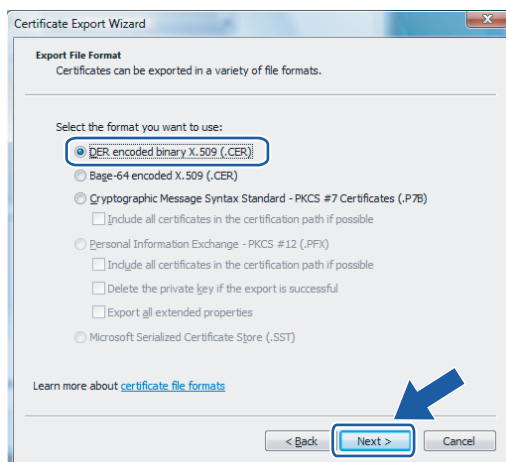 Certificate Export Wizard
Export File Format
Certificates can be exported in a variety of file formats.
Select the format you want to use:
DER encoded binary X.509 (.CER)
Base-64 encoded X.509 (.CER)
Cryptographic Message Syntax Standard - PKCS #7 Certificates (.P7B)
Include all certificates in the certification path if possible
Personal Information Exchange - PKCS #12 (.PFX)
Include all certificates in the certification path if possible
Delete the private key if the export is successful
Export all extended properties
Microsoft Serialized Certificate Store (.SST)
Learn more about certificate file formats
< Back Next > Cancel